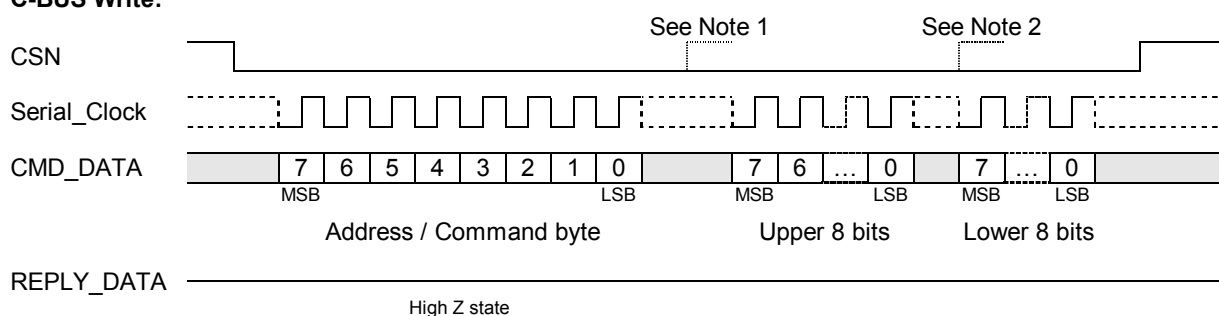 C-BUS Write:
See Note 1 See Note 2
CSN
Serial_Clock
CMD_DATA 7 6 5 4 3 2 1 0 7 6 … 0 7 … 0
MSB LSB MSB LSB MSB LSB
Address / Command byte Upper 8 bits Lower 8 bits
REPLY_DATA
High Z state